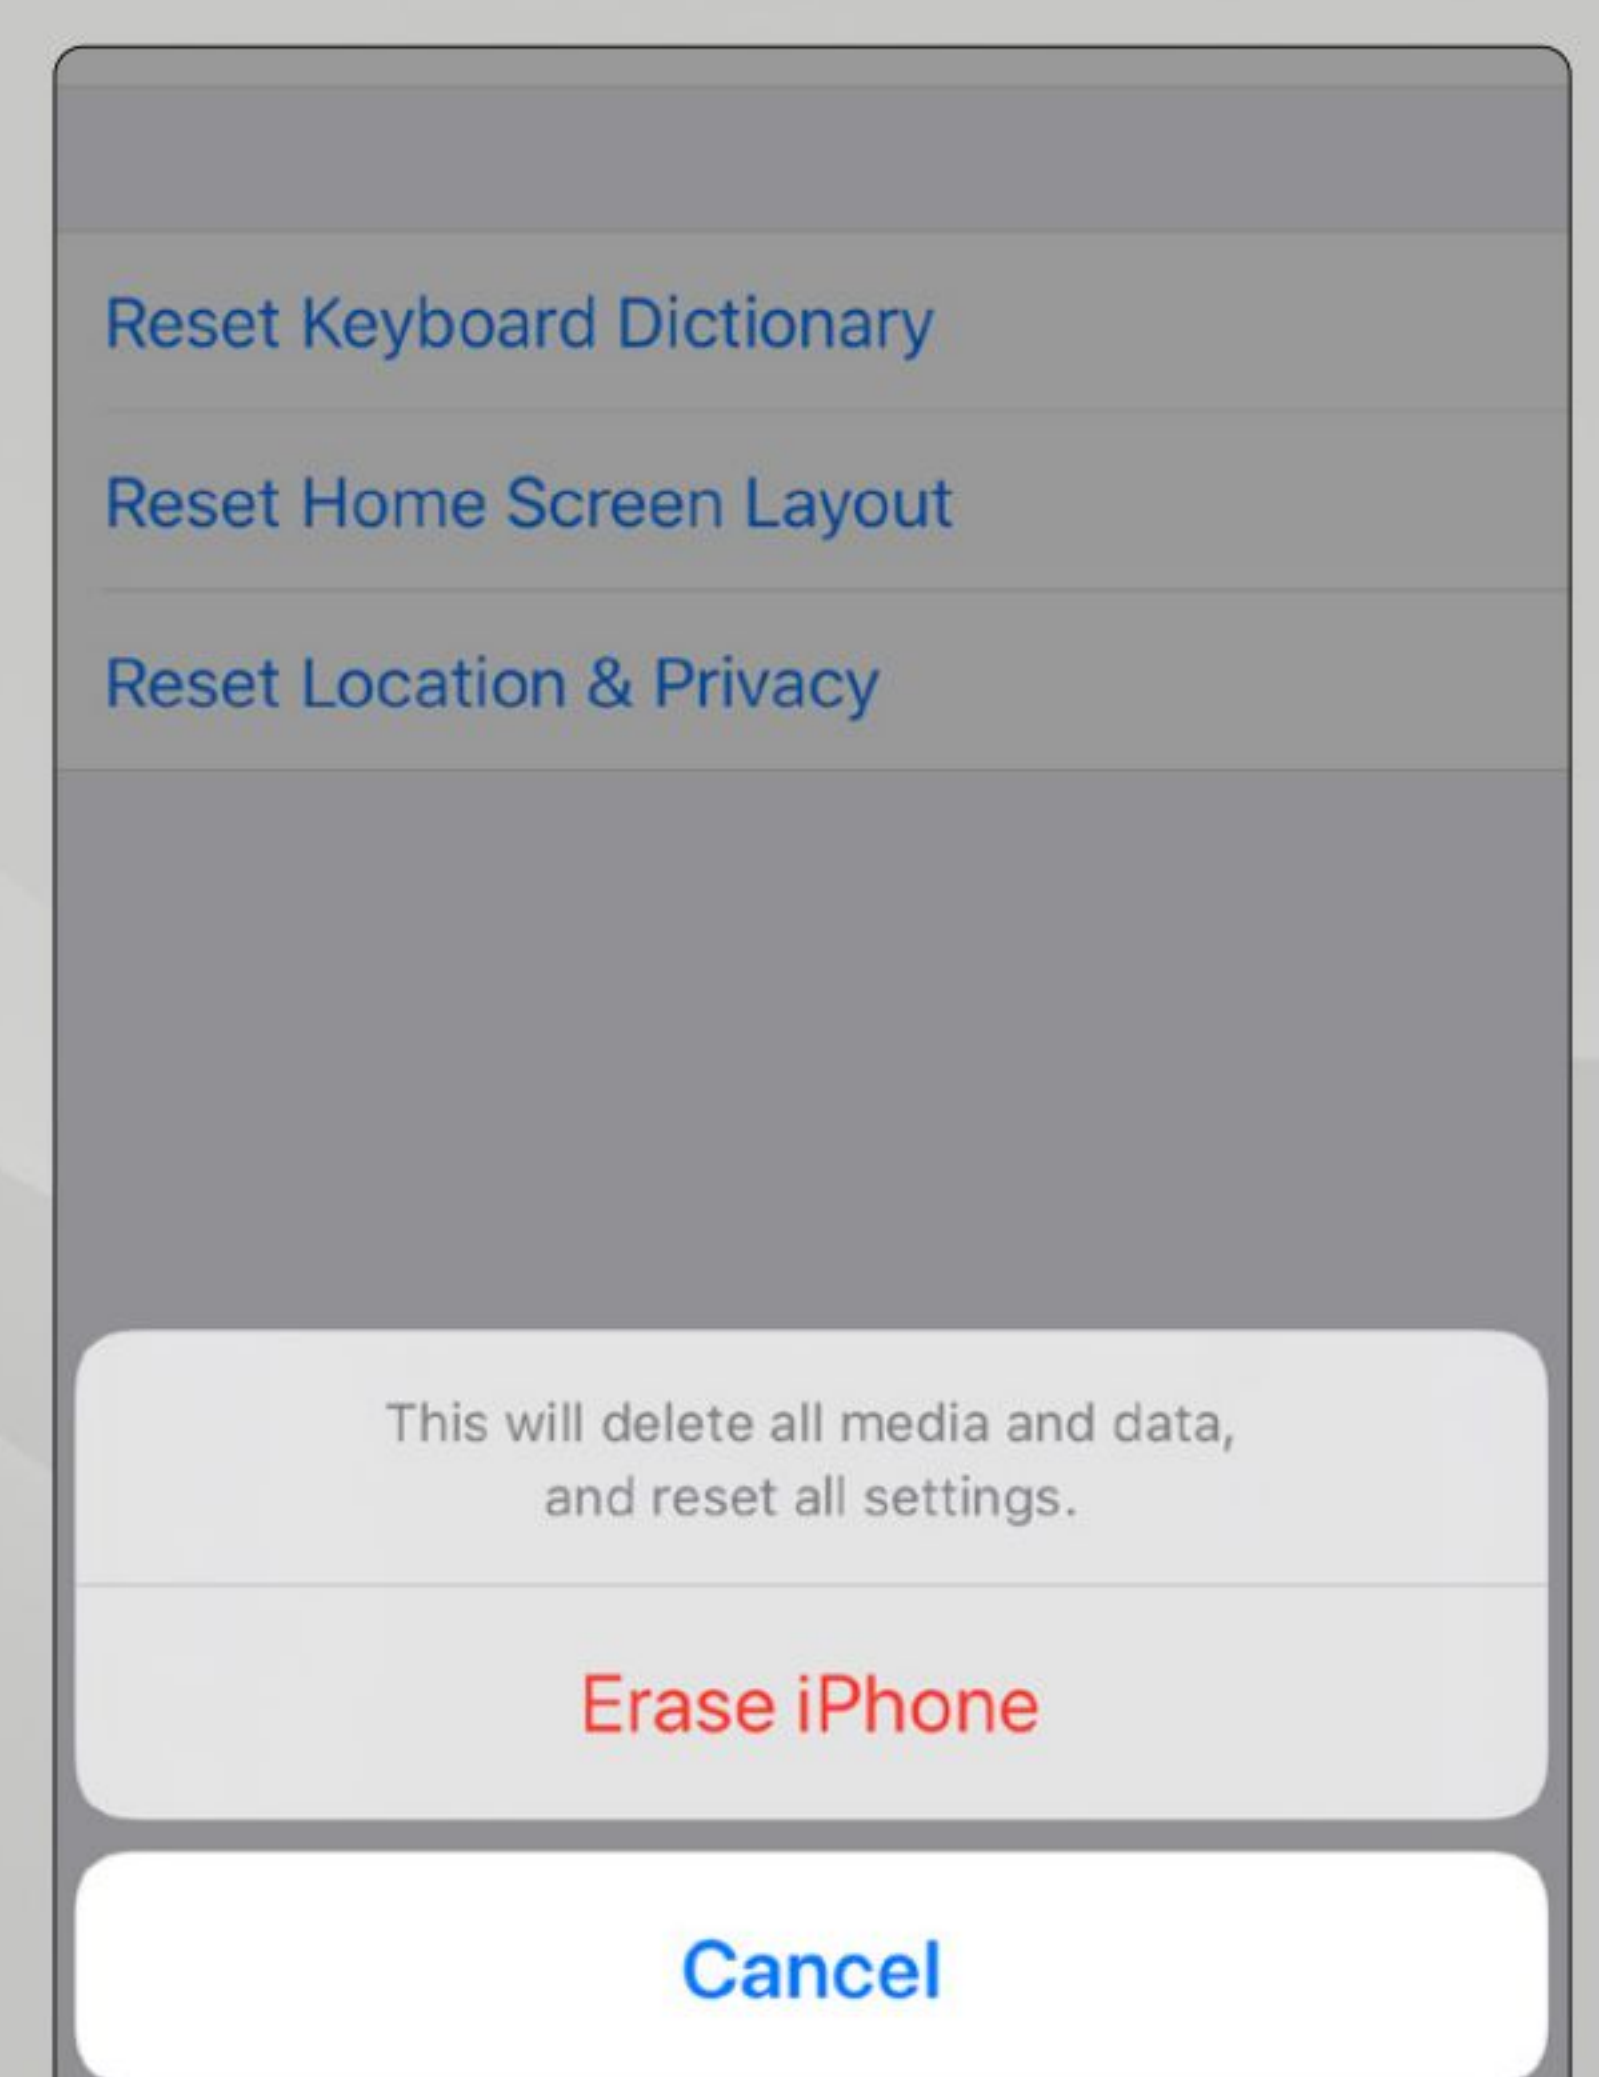 Reset Keyboard Dictionary
Reset Home Screen Layout
Reset Location & Privacy
This will delete all media and data,
and reset all settings.
Erase iPhone
Cancel